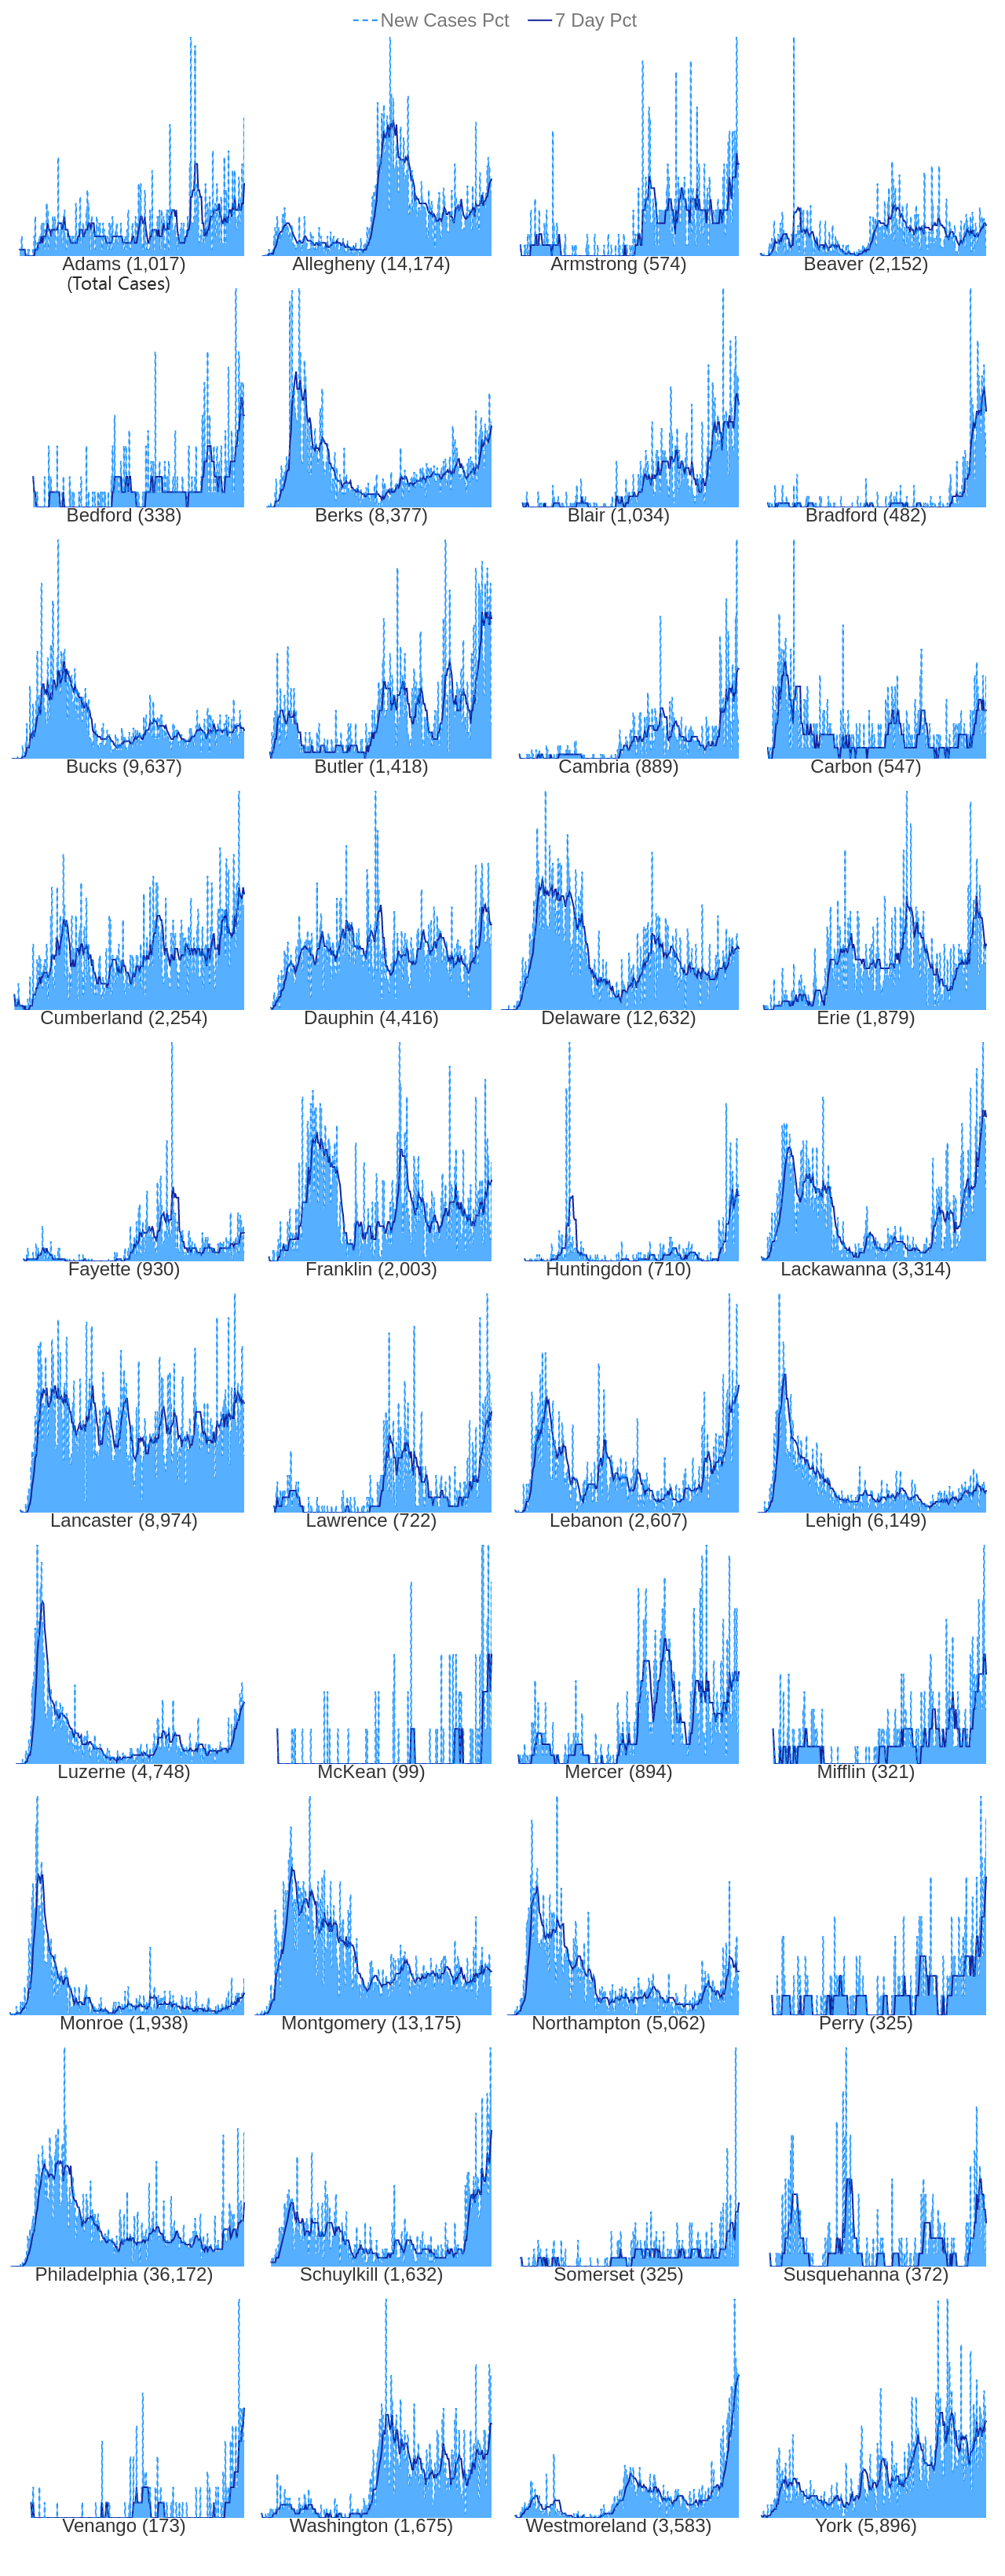 New Cases Pct 7 Day Pct
Adams (1,017) Allegheny (14,174) Armstrong (574) Beaver (2,152)
(Total Cases)
Bedford (338) Berks (8,377) Blair (1,034) Bradford (482)
Bucks (9,637) Butler (1,418) Cambria (889) Carbon (547)
Cumberland (2,254) Dauphin (4,416) Delaware (12,632) Erie (1,879)
Fayette (930) Franklin (2,003) Huntingdon (710) Lackawanna (3,314)
Lancaster (8,974) Lawrence (722) Lebanon (2,607) Lehigh (6,149)
Luzerne (4,748) McKean (99) Mercer (894) Mifflin (321)
Monroe (1,938) Montgomery (13,175) Northampton (5,062) Perry (325)
Philadelphia (36,172) Schuylkill (1,632) Somerset (325) Susquehanna (372)
Venango (173) Washington (1,675) Westmoreland (3,583) York (5,896)